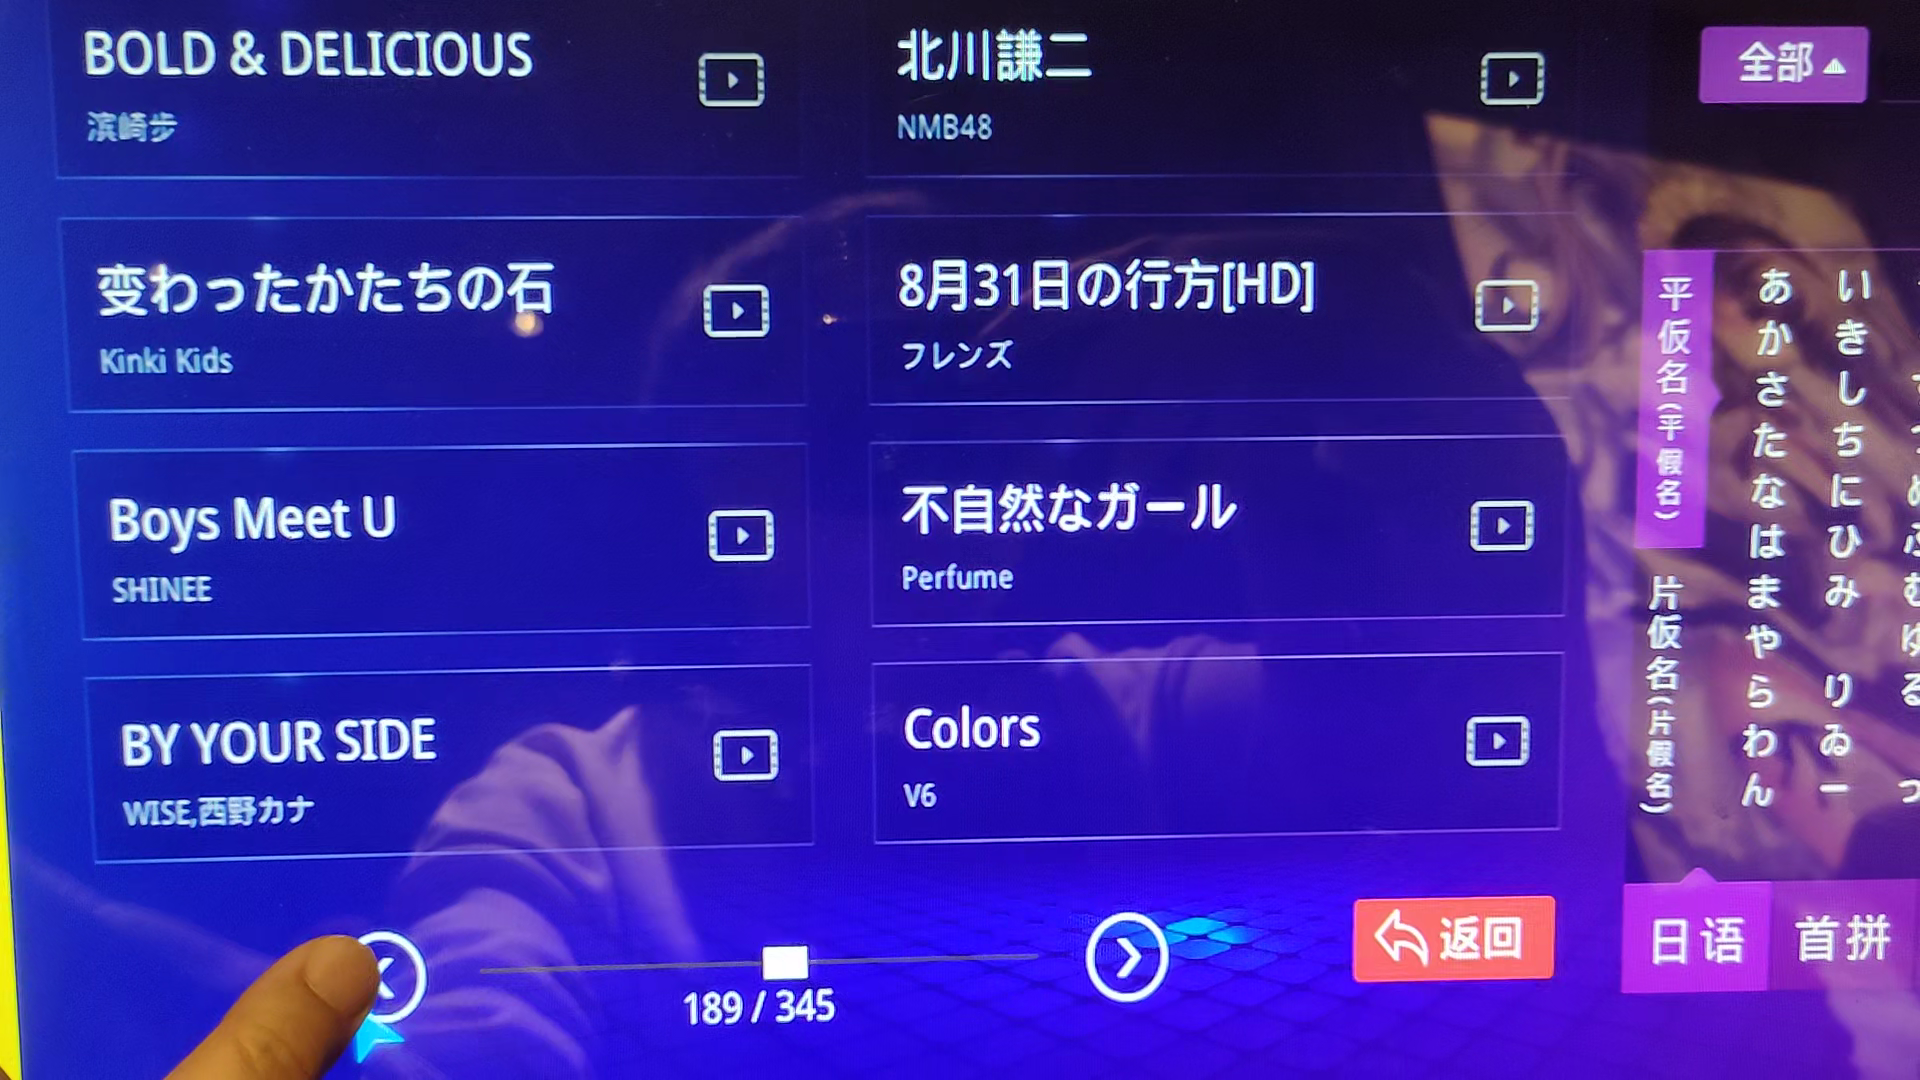 BOLD & DELICIOUS
滨崎步
北川謙二
NMB48
变わったかたちの石
Kinki Kids
8月31日の行方[HD]
フレンズ
Boys Meet U
SHINEE
不自然なガール
Perfume
BY YOUR SIDE
WISE,西野カナ
Colors
V6
189 / 345
返回
全部
平仮名(平假名)
片仮名(片假名)
あかさたなはまやらわん
いきしちにひみ りゐー
日语
首拼